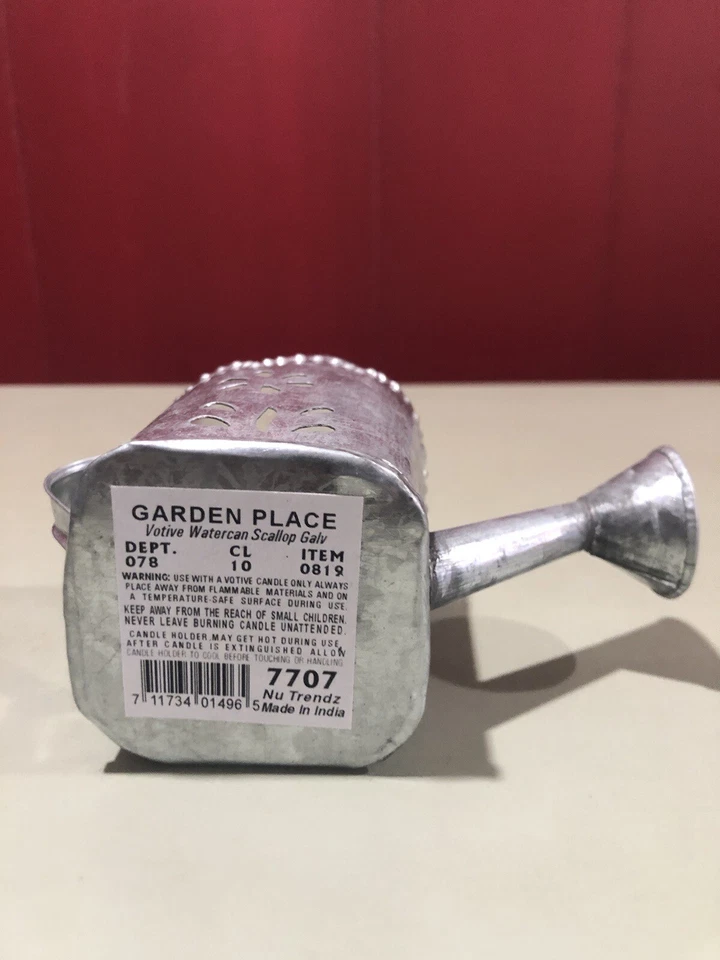 GARDEN PLACE
Votive Watercan Scallop Galv
DEPT. CL ITEM
078 10 0819
WARNING: USE WITH A VOTIVE CANDLE ONLY ALWAYS
PLACE AWAY FROM FLAMMABLE MATERIALS AND ON
A TEMPERATURE-SAFE SURFACE DURING USE.
KEEP AWAY FROM THE REACH OF SMALL CHILDREN.
NEVER LEAVE BURNING CANDLE UNATTENDED.
CANDLE HOLDER MAY GET HOT DURING USE.
AFTER CANDLE IS EXTINGUISHED ALLOW
CANDLE HOLDER TO COOL BEFORE TOUCHING OR HANDLING
7707
Nu Trendz
7 11734 01496 5 Made In India